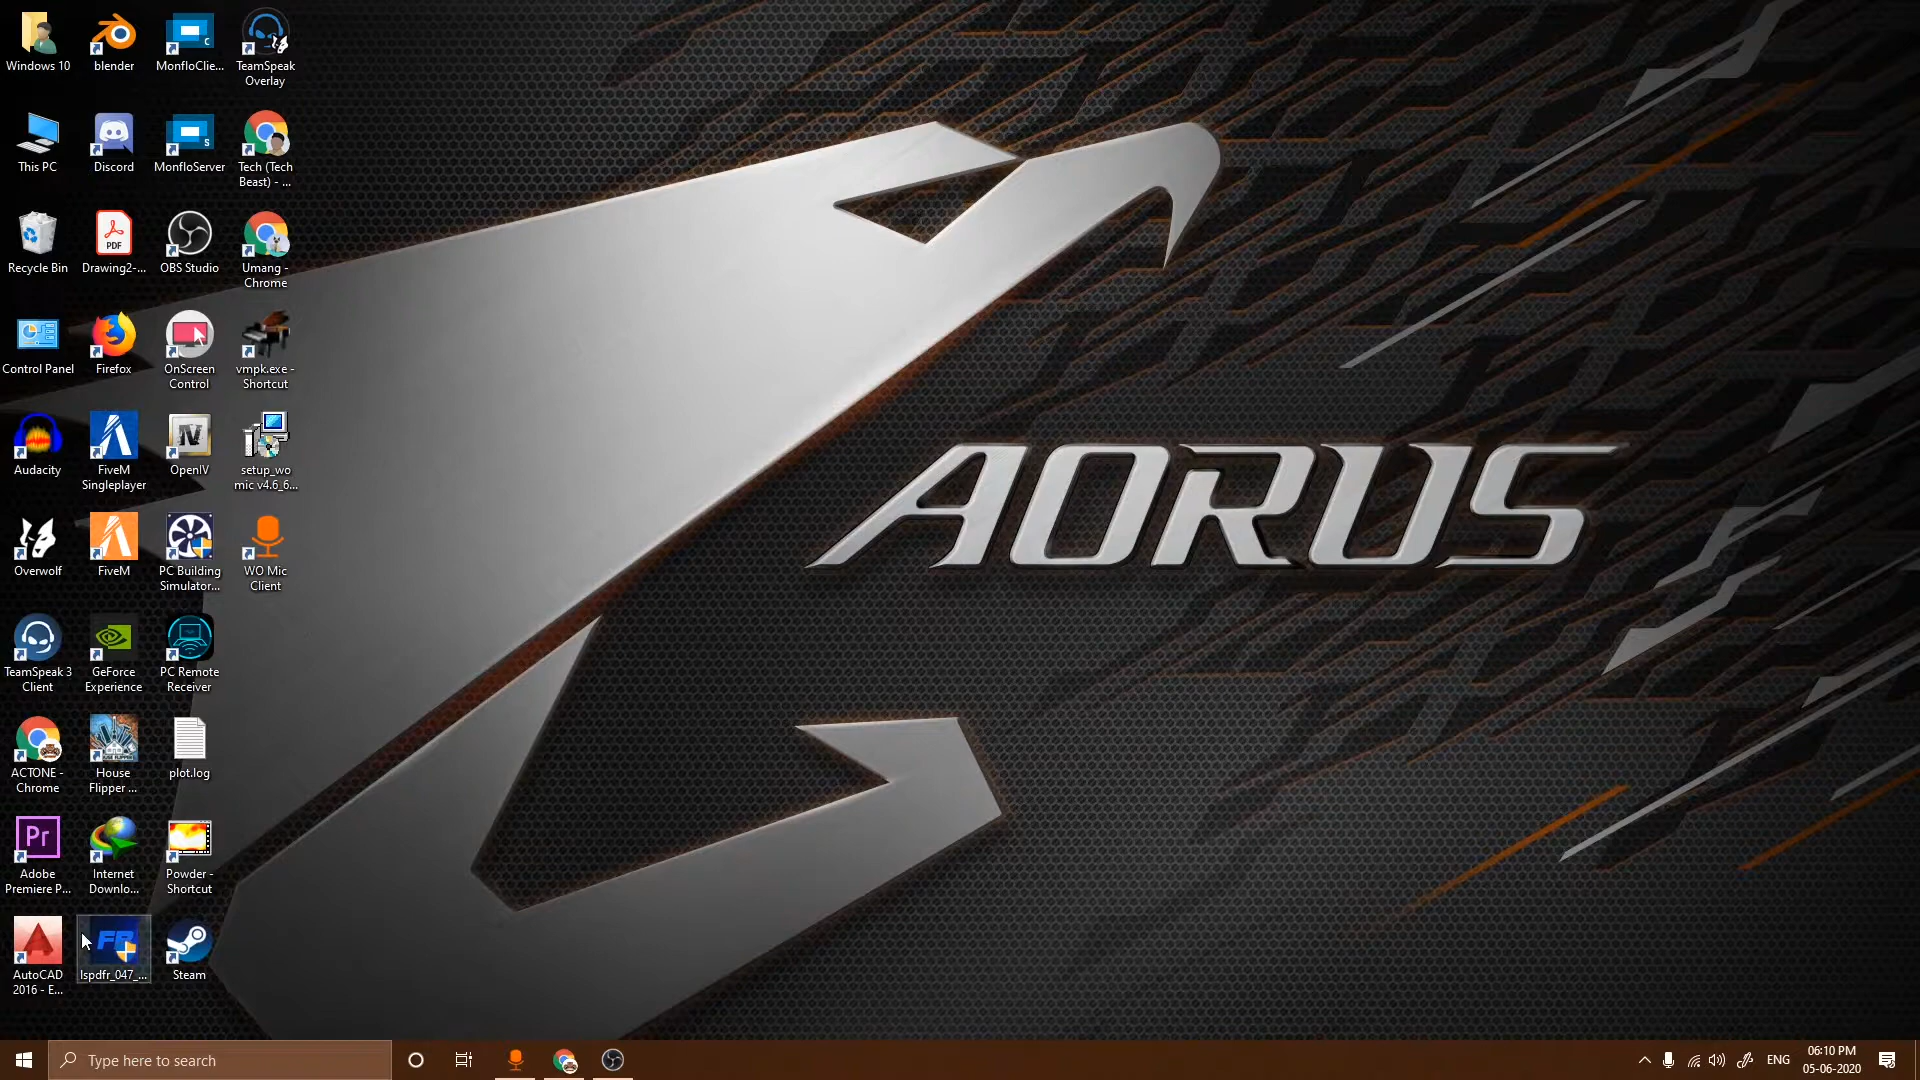 Windows 10
blender
MonfloClie...
TeamSpeak
Overlay
This PC
Discord
MonfloServer
Tech (Tech
Beast) - ...
Recycle Bin
PDF
Drawing2-...
OBS Studio
Umang -
Chrome
Control Panel
Firefox
OnScreen
Control
vmpk.exe -
Shortcut
Audacity
FiveM
Singleplayer
IV
OpenIV
setup_wo
mic v4.6_6...
AORUS
Overwolf
FiveM
PC Building
Simulator...
WO Mic
Client
TeamSpeak 3
Client
GeForce
Experience
PC Remote
Receiver
ACTONE -
Chrome
House
Flipper ...
plot.log
Pr
Adobe
Premiere P...
Internet
Downlo...
Powder -
Shortcut
AutoCAD
2016 - E...
lspdfr_047_...
Steam
Type here to search
ENG
06:10 PM
05-06-2020